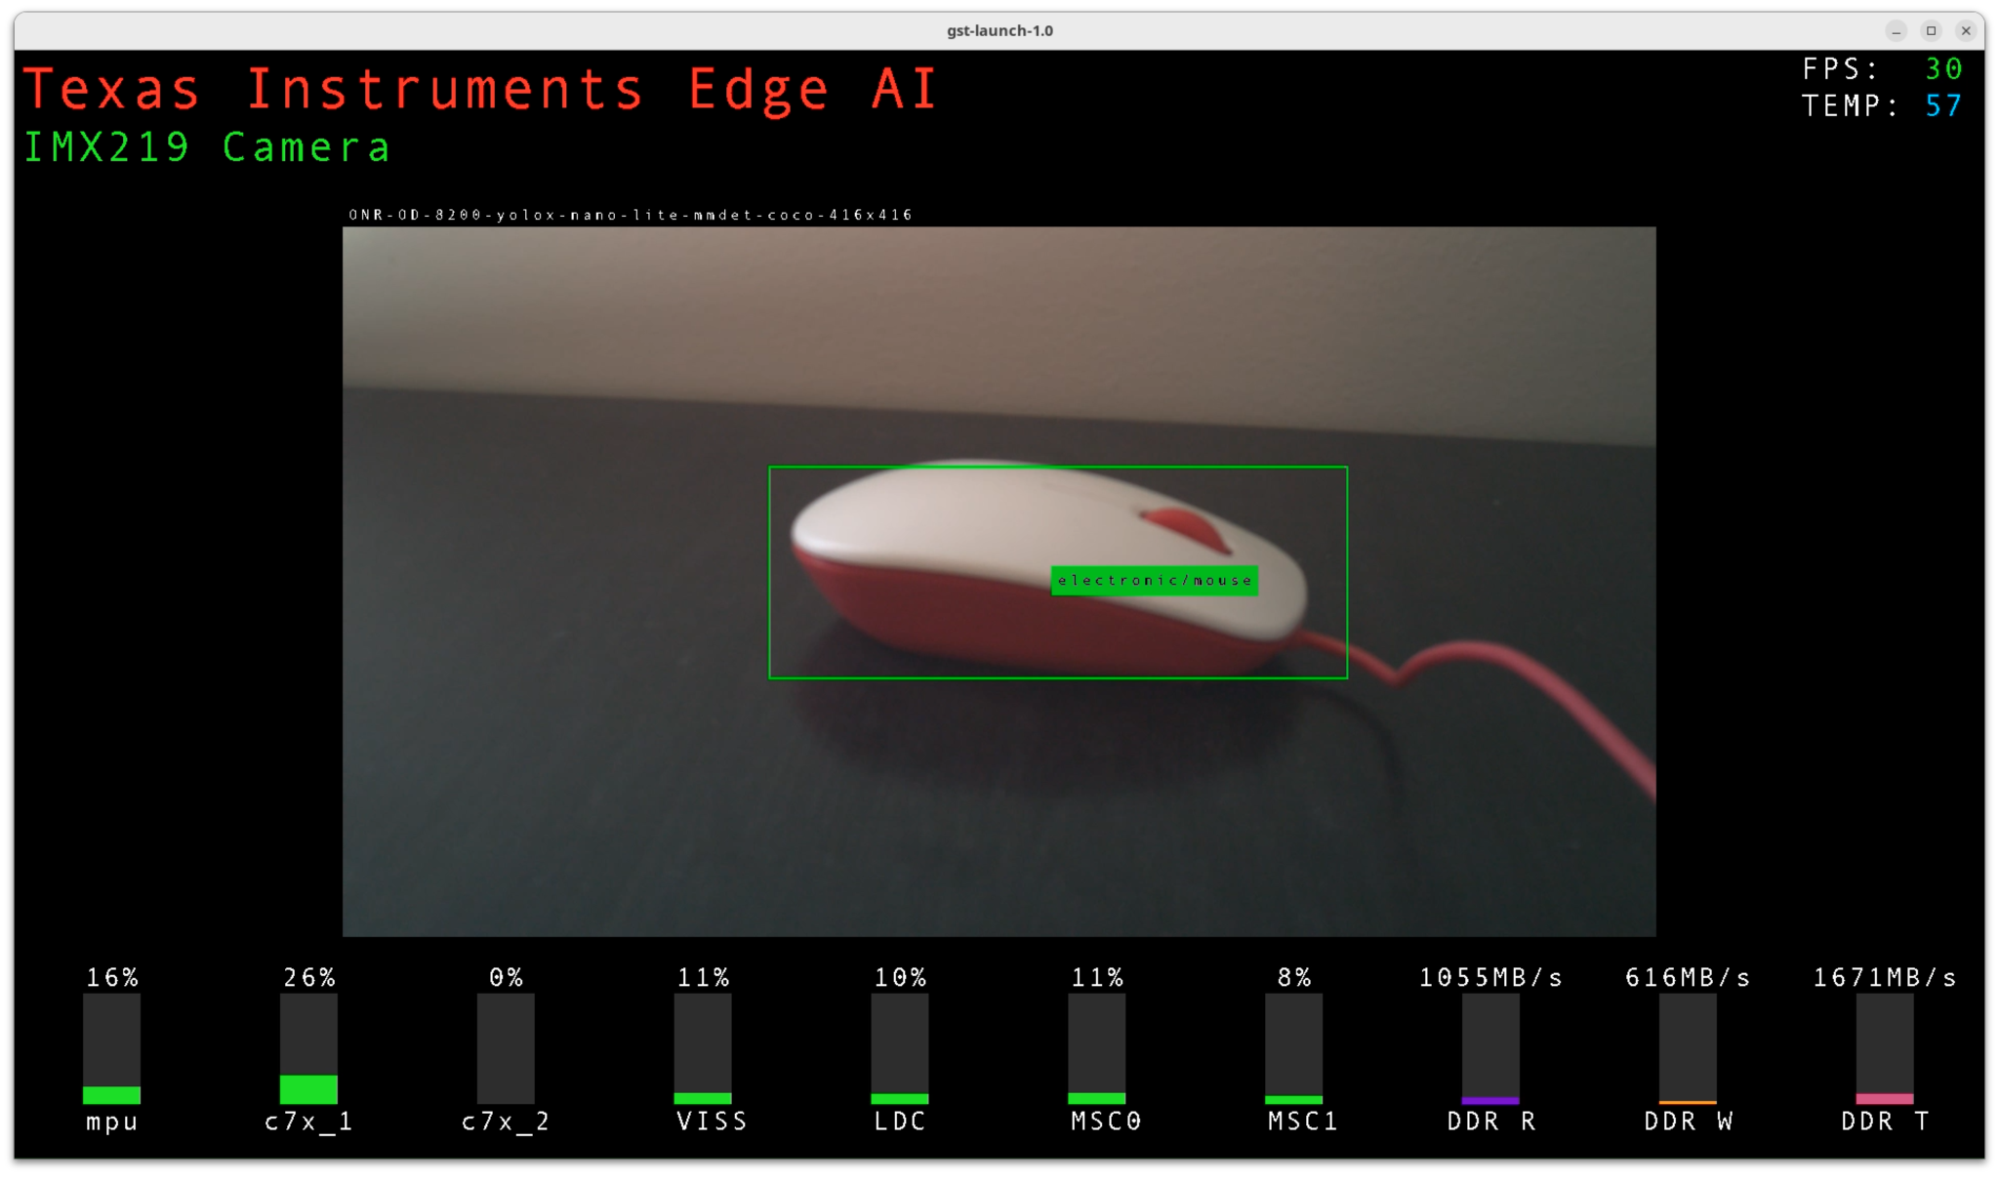 gst-launch-1.0
Texas Instruments Edge AI
IMX219 Camera
FPS: 30
TEMP: 57
ONR-OD-8200-yolox-nano-lite-mmdet-coco-416x416
electronic/mouse
16% 26% 0% 11% 10% 11% 8% 1055MB/s 616MB/s 1671MB/s
mpu c7x_1 c7x_2 VISS LDC MSC0 MSC1 DDR R DDR W DDR T